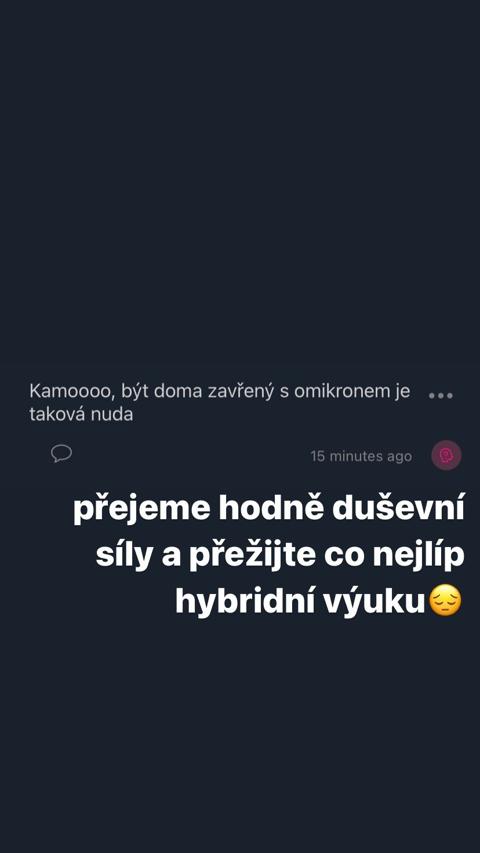 Kamoooo, být doma zavřený s omikronem je
taková nuda
15 minutes ago
přejeme hodně duševní
síly a přežijte co nejlíp
hybridní výuku😔